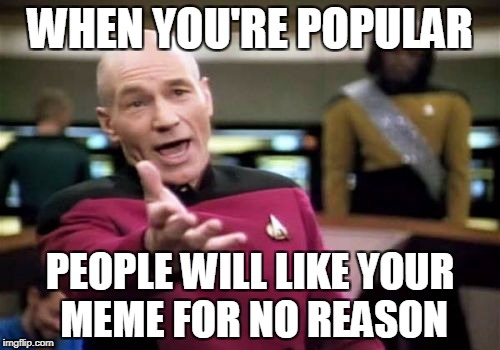 WHEN YOU'RE POPULAR
PEOPLE WILL LIKE YOUR
MEME FOR NO REASON
imgflip.com